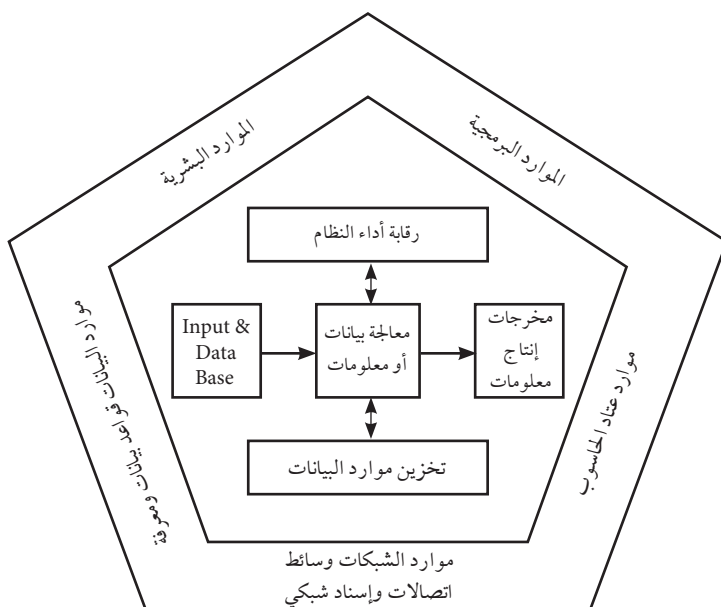 الموارد البرمجية
الموارد البشرية
رقابة أداء النظام
Input &
Data
Base
معالجة بيانات
أو معلومات
مخرجات
إنتاج
معلومات
موارد عتاد الحاسوب
موارد البيانات قواعد بيانات ومعرفة
تخزين موارد البيانات
موارد الشبكات وسائط
اتصالات وإسناد شبكي